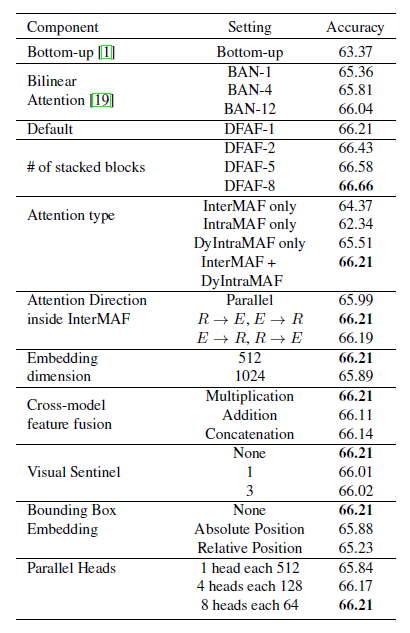 Component Setting Accuracy
Bottom-up [1] Bottom-up 63.37
Bilinear Attention [19] BAN-1 65.36
BAN-4 65.81
BAN-12 66.04
Default DFAF-1 66.21
# of stacked blocks DFAF-2 66.43
DFAF-5 66.58
DFAF-8 66.66
Attention type InterMAF only 64.37
IntraMAF only 62.34
DyIntraMAF only 65.51
InterMAF + 66.21
DyIntraMAF
Attention Direction Parallel 65.99
inside InterMAF R → E, E → R 66.21
E → R, R → E 66.19
Embedding 512 66.21
dimension 1024 65.89
Cross-model feature fusion Multiplication 66.21
Addition 66.11
Concatenation 66.14
Visual Sentinel None 66.21
1 66.01
3 66.02
Bounding Box None 66.21
Embedding Absolute Position 65.88
Relative Position 65.23
Parallel Heads 1 head each 512 65.84
4 heads each 128 66.17
8 heads each 64 66.21